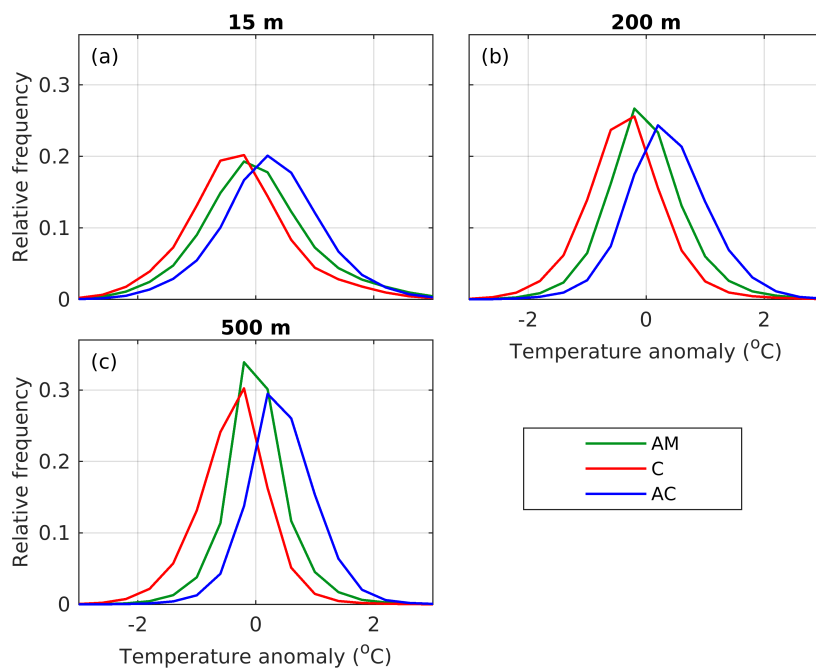 15 m
(a)
0.3
0.2
0.1
0
Relative frequency
200 m
(b)
-2
0
2
Temperature anomaly (°C)
500 m
(c)
0.3
0.2
0.1
0
Relative frequency
-2
0
2
Temperature anomaly (°C)
AM
C
AC